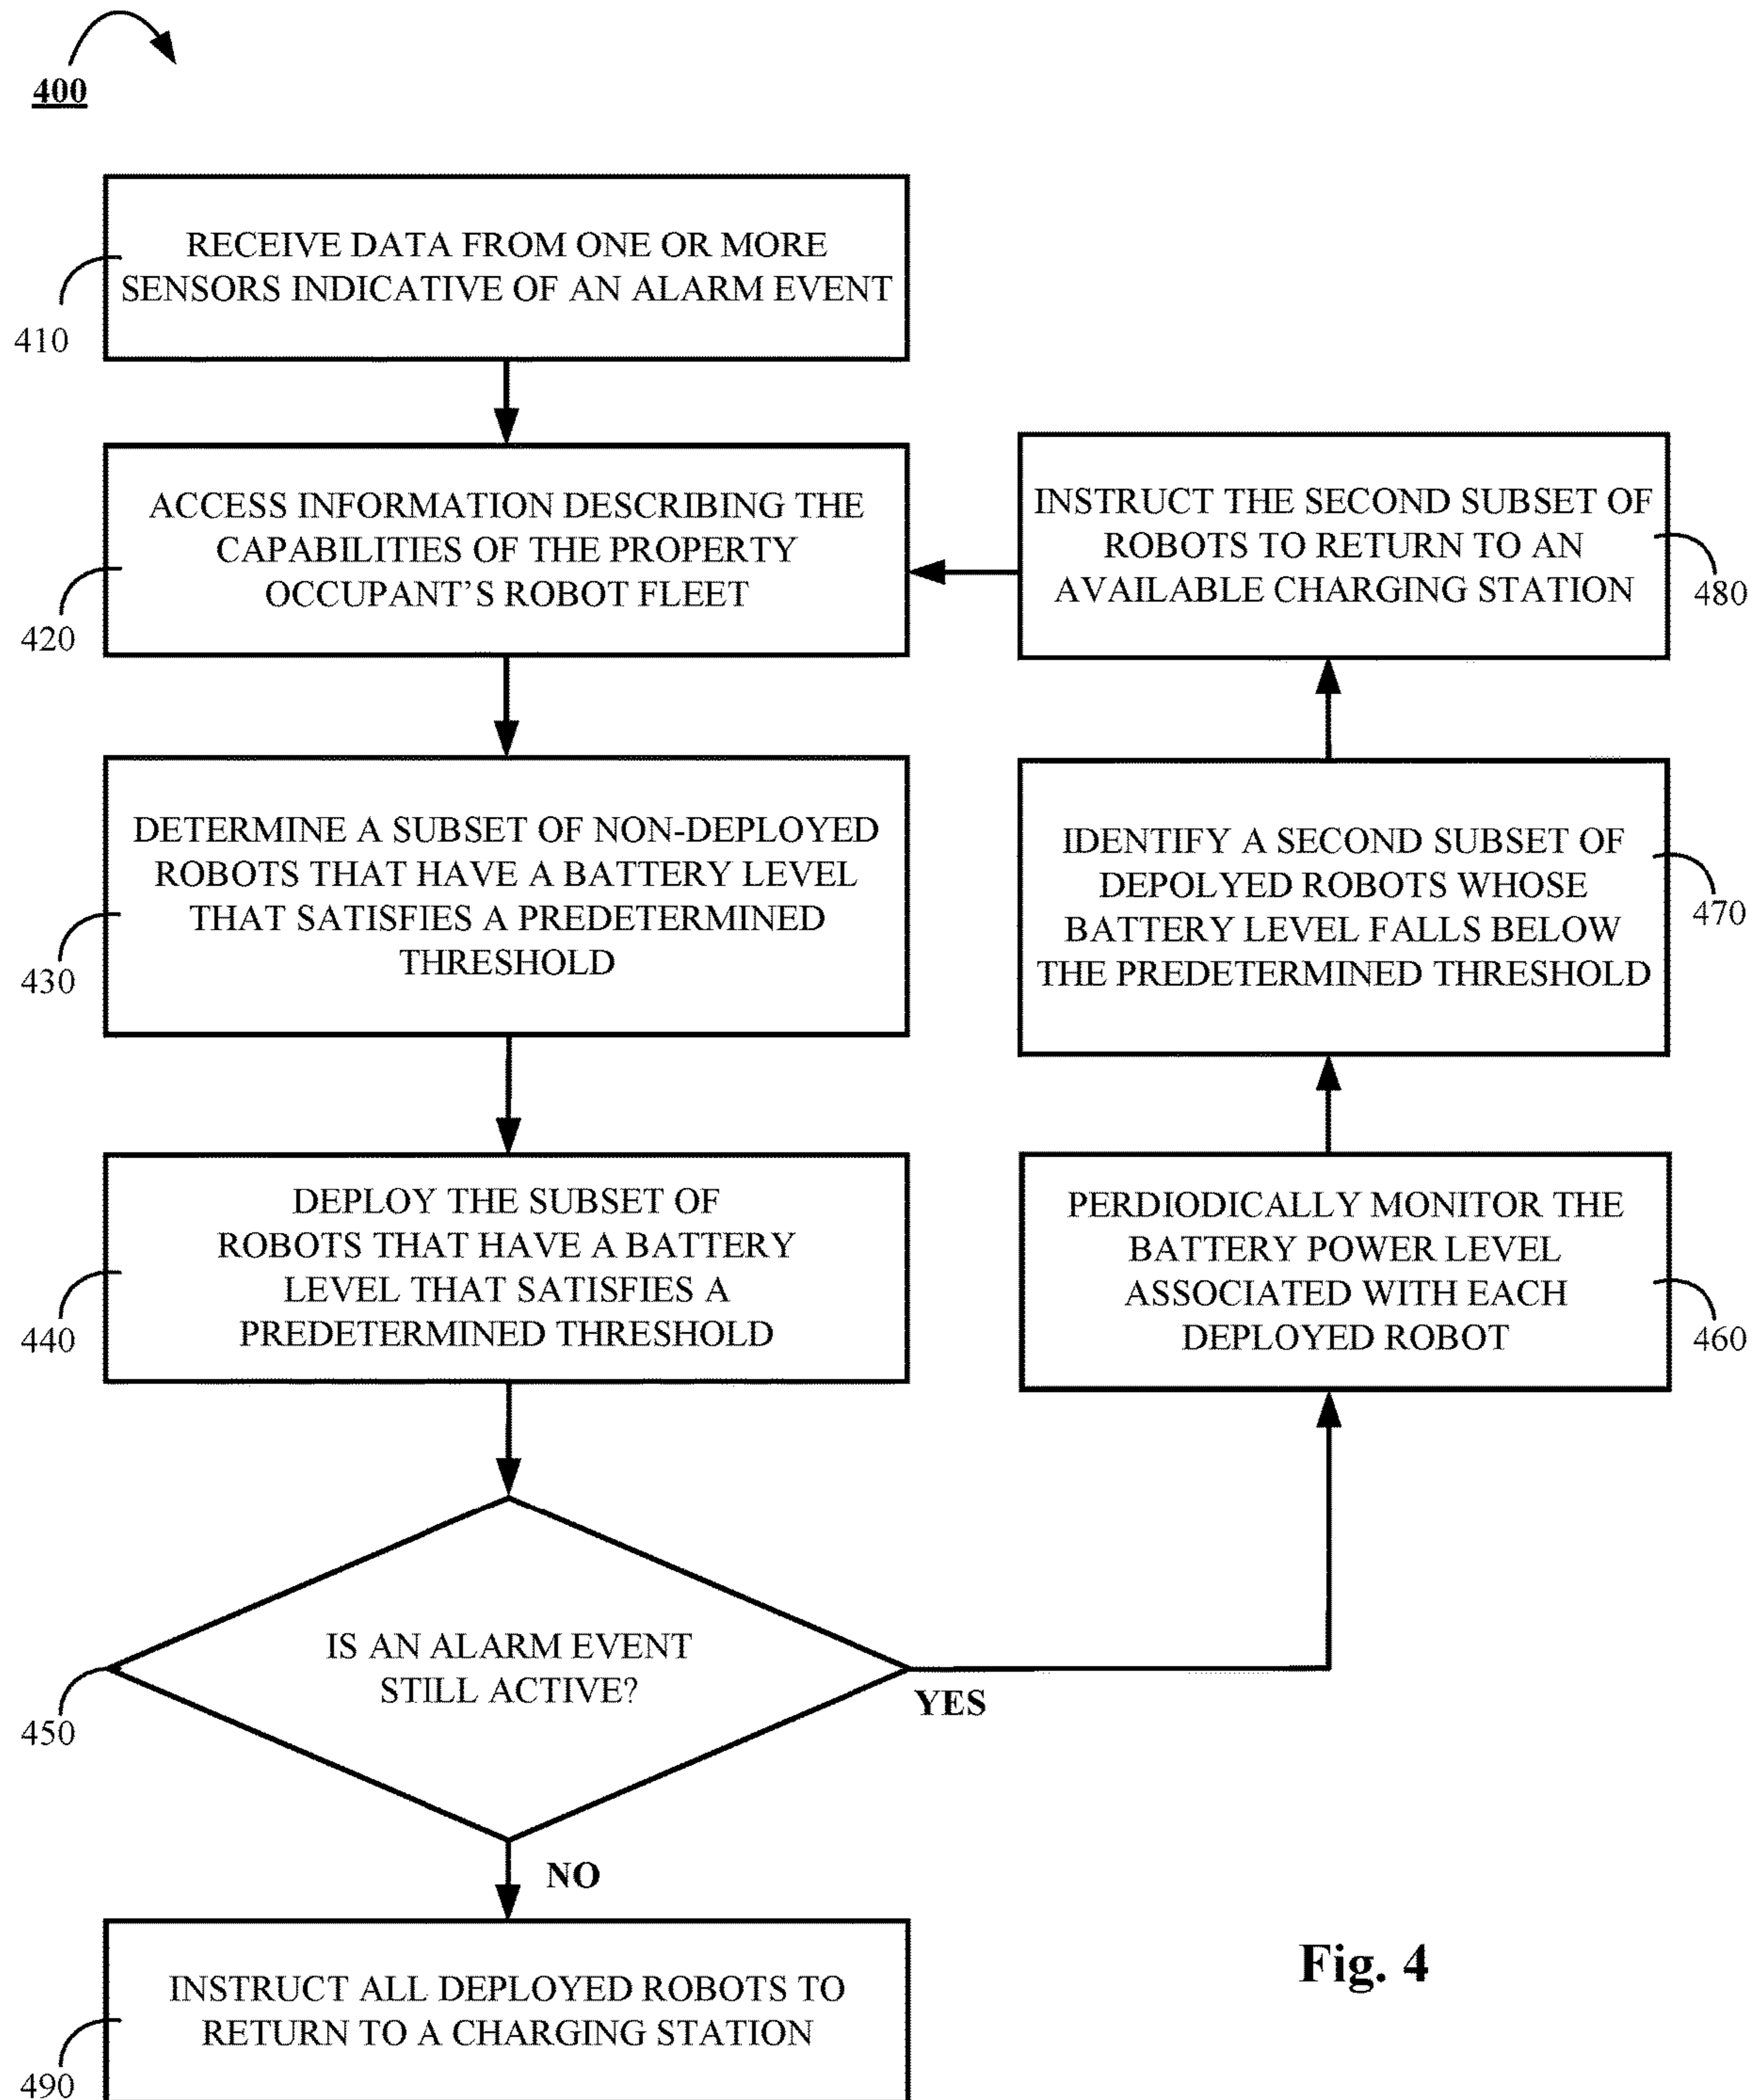 400
RECEIVE DATA FROM ONE OR MORE
SENSORS INDICATIVE OF AN ALARM EVENT
410
ACCESS INFORMATION DESCRIBING THE
CAPABILITIES OF THE PROPERTY
OCCUPANT'S ROBOT FLEET
420
DETERMINE A SUBSET OF NON-DEPLOYED
ROBOTS THAT HAVE A BATTERY LEVEL
THAT SATISFIES A PREDETERMINED
THRESHOLD
430
DEPLOY THE SUBSET OF
ROBOTS THAT HAVE A BATTERY
LEVEL THAT SATISFIES A
PREDETERMINED THRESHOLD
440
IS AN ALARM EVENT
STILL ACTIVE?
450
YES
NO
PERDIODICALLY MONITOR THE
BATTERY POWER LEVEL
ASSOCIATED WITH EACH
DEPLOYED ROBOT
460
IDENTIFY A SECOND SUBSET OF
DEPOLYED ROBOTS WHOSE
BATTERY LEVEL FALLS BELOW
THE PREDETERMINED THRESHOLD
470
INSTRUCT THE SECOND SUBSET OF
ROBOTS TO RETURN TO AN
AVAILABLE CHARGING STATION
480
INSTRUCT ALL DEPLOYED ROBOTS TO
RETURN TO A CHARGING STATION
490
Fig. 4